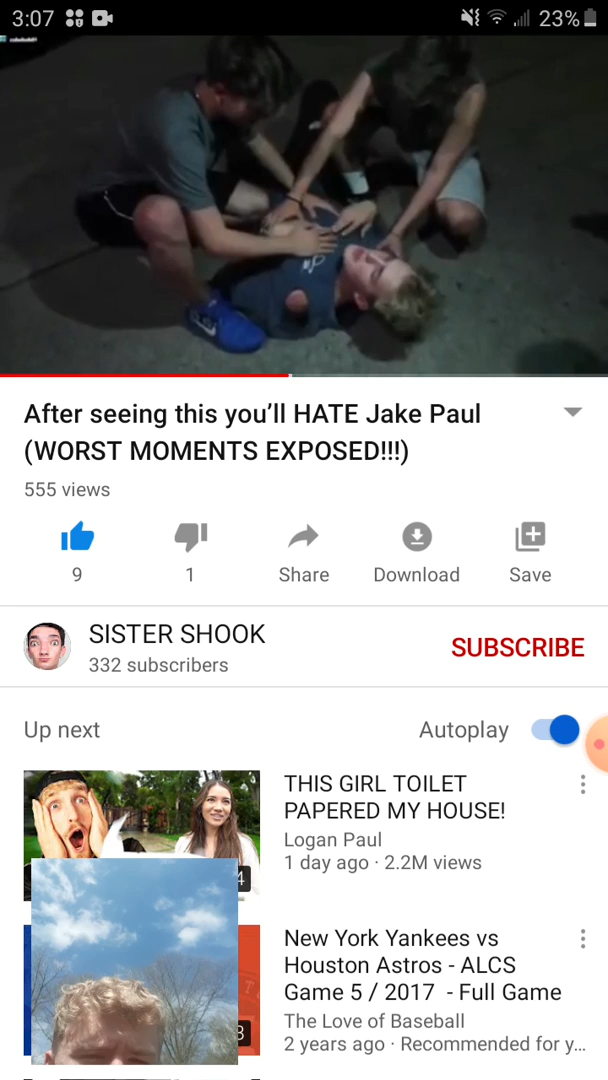 3:07
23%
After seeing this you'll HATE Jake Paul
(WORST MOMENTS EXPOSED!!!)
555 views
9
1
Share
Download
Save
SISTER SHOOK
332 subscribers
SUBSCRIBE
Up next
Autoplay
THIS GIRL TOILET
PAPERED MY HOUSE!
Logan Paul
1 day ago · 2.2M views
4
New York Yankees vs
Houston Astros - ALCS
Game 5 / 2017 - Full Game
The Love of Baseball
2 years ago · Recommended for y...
3